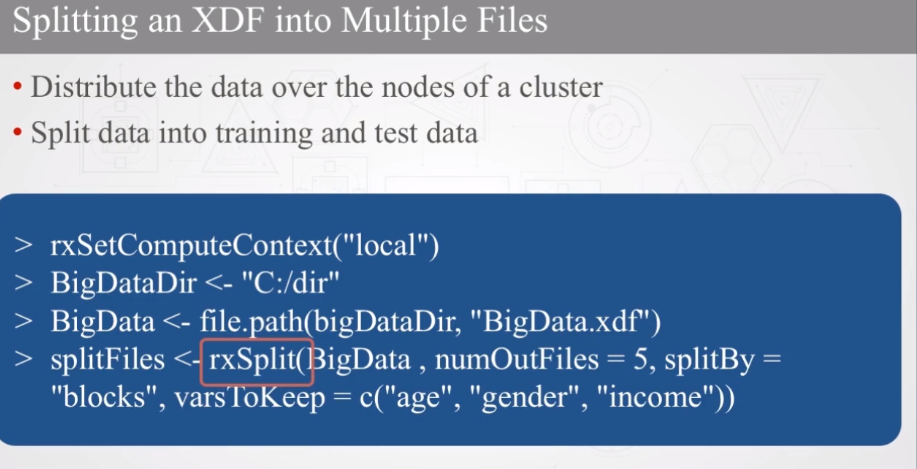 Splitting an XDF into Multiple Files
• Distribute the data over the nodes of a cluster
• Split data into training and test data
> rxSetComputeContext("local")
> BigDataDir <- "C:/dir"
> BigData <- file.path(bigDataDir, "BigData.xdf")
> splitFiles <- rxSplit(BigData , numOutFiles = 5, splitBy =
"blocks", varsToKeep = c("age", "gender", "income"))